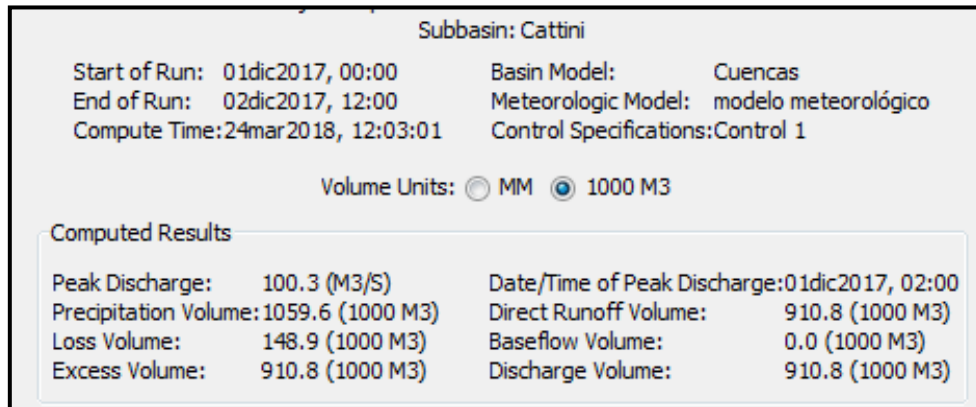 Subbasin: Cattini
Start of Run: 01dic2017, 00:00 Basin Model: Cuencas
End of Run: 02dic2017, 12:00 Meteorologic Model: modelo meteorológico
Compute Time:24mar2018, 12:03:01 Control Specifications:Control 1
Volume Units: MM 1000 M3
Computed Results
Peak Discharge: 100.3 (M3/S) Date/Time of Peak Discharge:01dic2017, 02:00
Precipitation Volume:1059.6 (1000 M3) Direct Runoff Volume: 910.8 (1000 M3)
Loss Volume: 148.9 (1000 M3) Baseflow Volume: 0.0 (1000 M3)
Excess Volume: 910.8 (1000 M3) Discharge Volume: 910.8 (1000 M3)